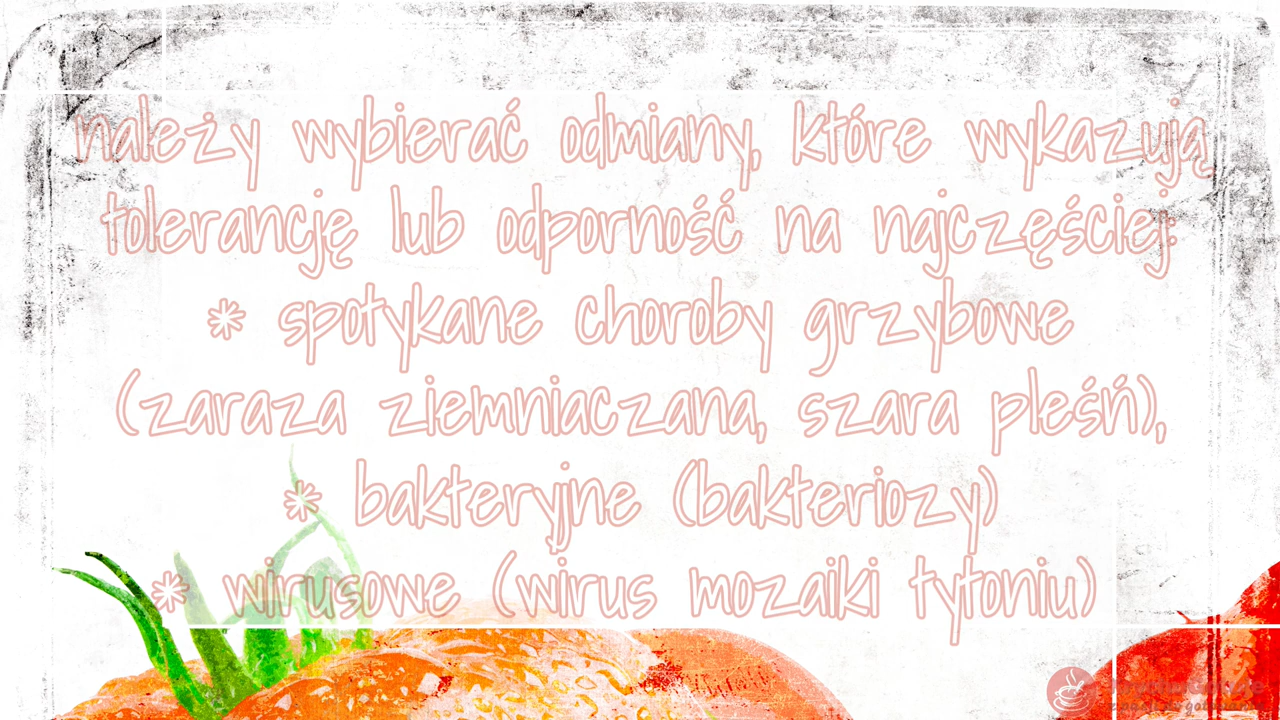 należy wybierać odmiany, które wykazują
tolerancję lub odporność na najczęściej:
* spotykane choroby grzybowe
(zaraza ziemniaczana, szara pleśń),
* bakteryjne (bakteriozy)
* wirusowe (wirus mozaiki tytoniu)